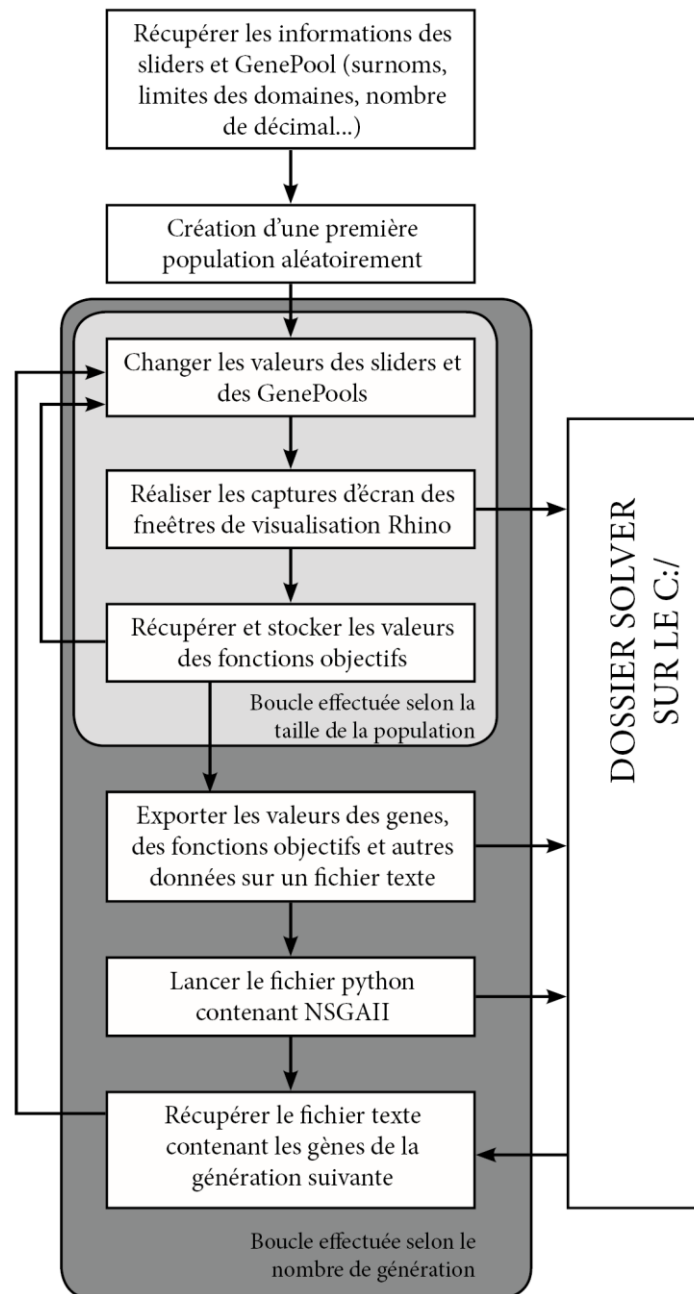 Récupérer les informations des
sliders et GenePool (surnoms,
limites des domaines, nombre
de décimal...)
Création d'une première
population aléatoirement
Changer les valeurs des sliders et
des GenePools
Réaliser les captures d'écran des
fneêtres de visualisation Rhino
Récupérer et stocker les valeurs
des fonctions objectifs
Boucle effectuée selon la
taille de la population
Exporter les valeurs des genes,
des fonctions objectifs et autres
données sur un fichier texte
Lancer le fichier python
contenant NSGAII
Récupérer le fichier texte
contenant les gènes de la
génération suivante
Boucle effectuée selon le
nombre de génération
DOSSIER SOLVER
SUR LE C:/